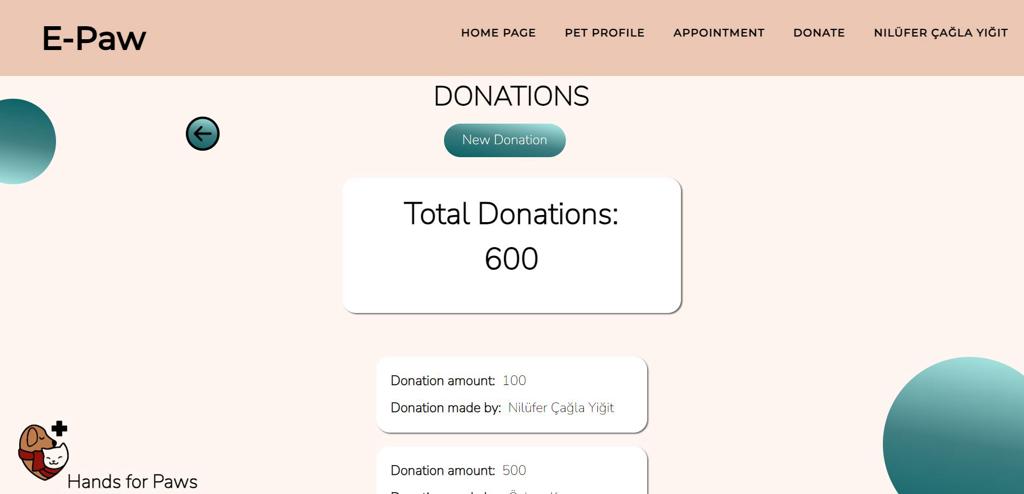 E-Paw
HOME PAGE PET PROFILE APPOINTMENT DONATE NILÜFER ÇAĞLA YIĞIT
DONATIONS
New Donation
Total Donations:
600
Donation amount: 100
Donation made by: Nilüfer Çağla Yiğit
Donation amount: 500
Hands for Paws